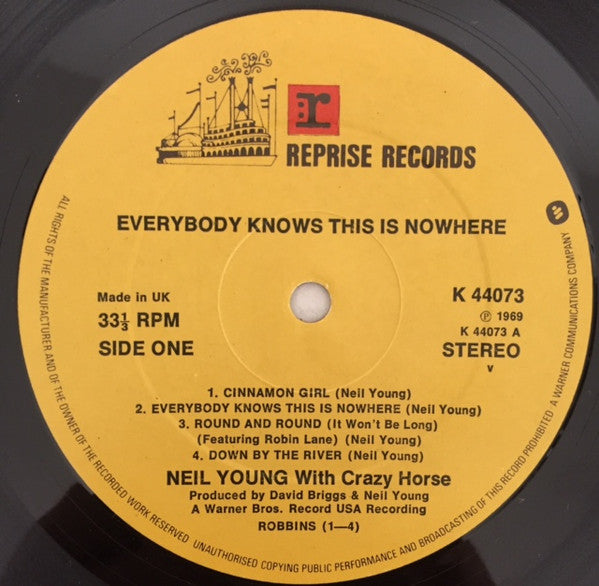 r
REPRISE RECORDS
EVERYBODY KNOWS THIS IS NOWHERE
Made in UK
33⅓ RPM
SIDE ONE
K 44073
℗ 1969
K 44073 A
STEREO
v
1. CINNAMON GIRL (Neil Young)
2. EVERYBODY KNOWS THIS IS NOWHERE (Neil Young)
3. ROUND AND ROUND (It Won't Be Long)
(Featuring Robin Lane) (Neil Young)
4. DOWN BY THE RIVER (Neil Young)
NEIL YOUNG With Crazy Horse
Produced by David Briggs & Neil Young
A Warner Bros. Record USA Recording
ROBBINS (1—4)
ALL RIGHTS OF THE MANUFACTURER AND OF THE OWNER OF THE RECORDED WORK RESERVED. UNAUTHORISED COPYING PUBLIC PERFORMANCE AND BROADCASTING OF THIS RECORD PROHIBITED. A WARNER COMMUNICATIONS COMPANY